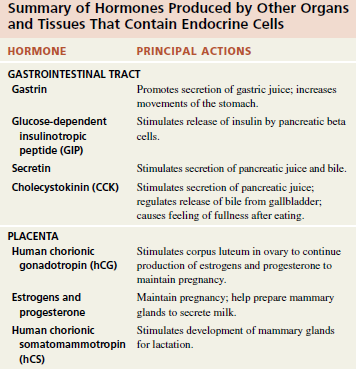 Summary of Hormones Produced by Other Organs
and Tissues That Contain Endocrine Cells
HORMONE PRINCIPAL ACTIONS
GASTROINTESTINAL TRACT
Gastrin Promotes secretion of gastric juice; increases
movements of the stomach.
Glucose-dependent Stimulates release of insulin by pancreatic beta
insulinotropic cells.
peptide (GIP)
Secretin Stimulates secretion of pancreatic juice and bile.
Cholecystokinin (CCK) Stimulates secretion of pancreatic juice;
regulates release of bile from gallbladder;
causes feeling of fullness after eating.
PLACENTA
Human chorionic Stimulates corpus luteum in ovary to continue
gonadotropin (hCG) production of estrogens and progesterone to
maintain pregnancy.
Estrogens and Maintain pregnancy; help prepare mammary
progesterone glands to secrete milk.
Human chorionic Stimulates development of mammary glands
somatomammotropin for lactation.
(hCS)